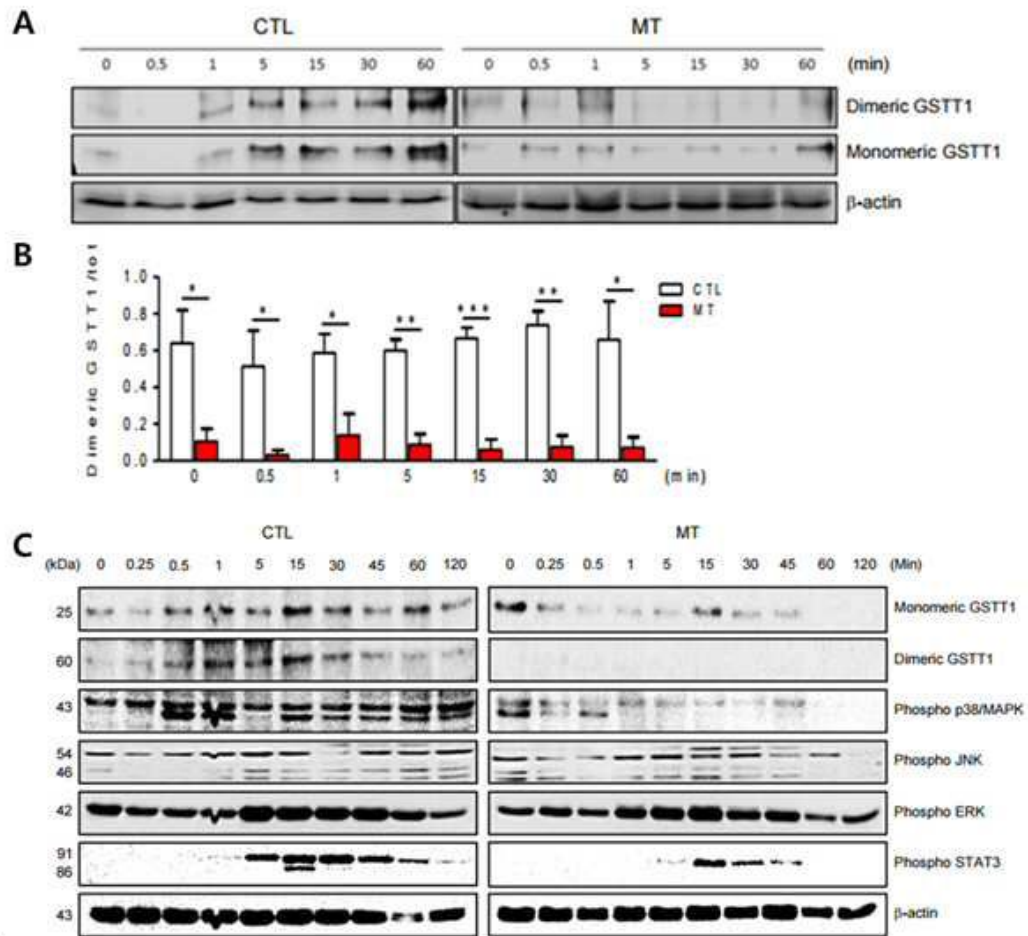 A
CTL MT
0 0.5 1 5 15 30 60 0 0.5 1 5 15 30 60 (min)
Dimeric GSTT1
Monomeric GSTT1
β-actin
B
Dimeric GSTT1/tot
1.0
0.8
0.6
0.4
0.2
0.0
* * * ** *** ** *
CTL
MT
0 0.5 1 5 15 30 60 (min)
C
CTL MT
(kDa) 0 0.25 0.5 1 5 15 30 45 60 120 0 0.25 0.5 1 5 15 30 45 60 120 (Min)
25 Monomeric GSTT1
60 Dimeric GSTT1
43 Phospho p38/MAPK
54
46 Phospho JNK
42 Phospho ERK
91
86 Phospho STAT3
43 β-actin